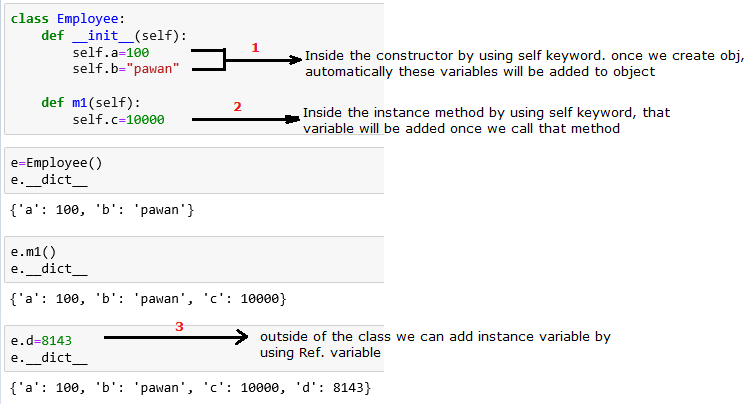 class Employee:
def __init__(self):
self.a=100
self.b="pawan"
1
Inside the constructor by using self keyword. once we create obj,
automatically these variables will be added to object
def m1(self):
self.c=10000
2
Inside the instance method by using self keyword, that
variable will be added once we call that method
e=Employee()
e.__dict__
{'a': 100, 'b': 'pawan'}
e.m1()
e.__dict__
{'a': 100, 'b': 'pawan', 'c': 10000}
e.d=8143
e.__dict__
3
outside of the class we can add instance variable by
using Ref. variable
{'a': 100, 'b': 'pawan', 'c': 10000, 'd': 8143}